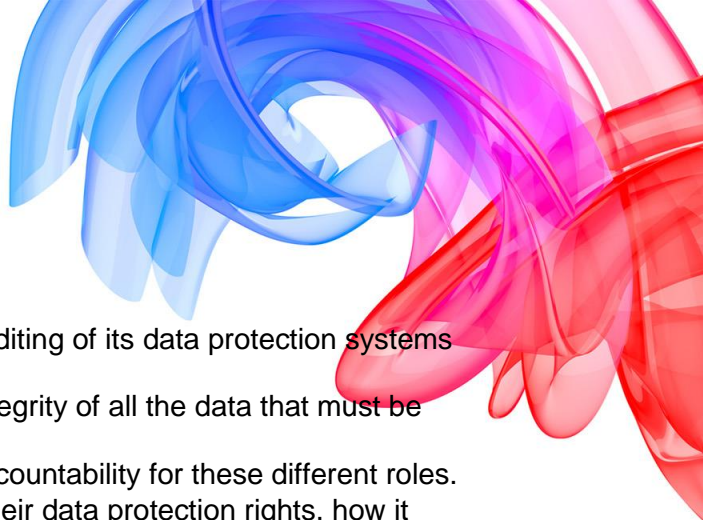 diting of its data protection systems
egrity of all the data that must be
countability for these different roles.
eir data protection rights, how it